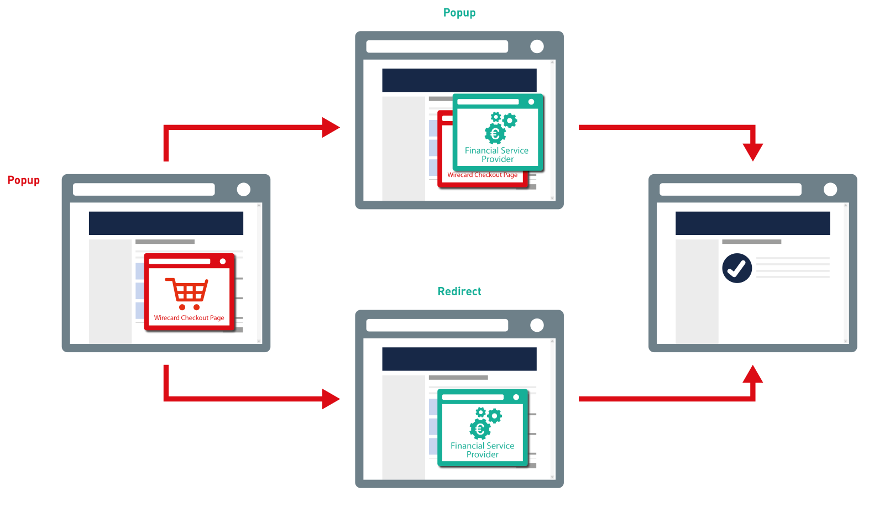 Popup
Financial Service
Provider
Wirecard Checkout Page
Popup
Wirecard Checkout Page
Redirect
Financial Service
Provider